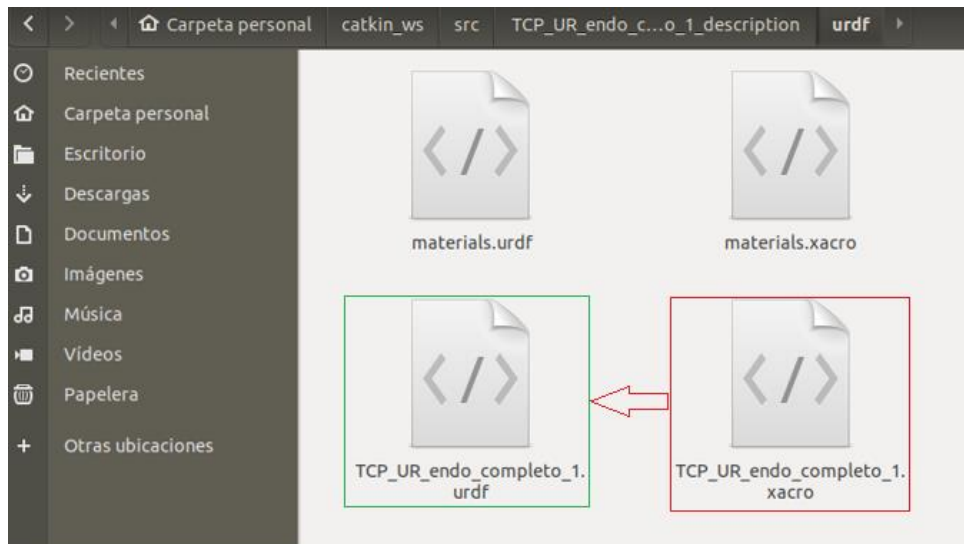 Carpeta personal catkin_ws src TCP_UR_endo_c...o_1_description urdf
Recientes
Carpeta personal
Escritorio
Descargas
Documentos
Imágenes
Música
Vídeos
Papelera
Otras ubicaciones
materials.urdf
materials.xacro
TCP_UR_endo_completo_1.
urdf
TCP_UR_endo_completo_1.
xacro